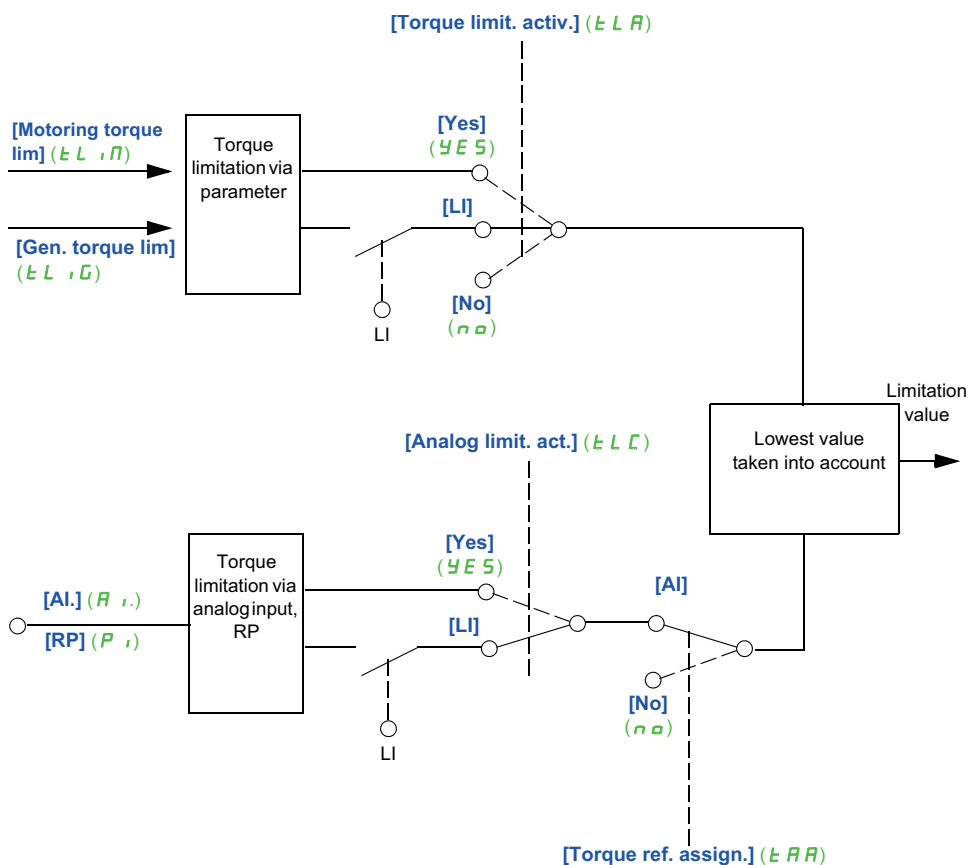 [Torque limit. activ.] (tLA)
[Motoring torque
lim] (tLiM)
Torque
limitation via
parameter
[Yes]
(YES)
[LI]
[Gen. torque lim]
(tLiG)
[No]
(no)
LI
Limitation
value
Lowest value
taken into account
[Analog limit. act.] (tLC)
[Yes]
(YES)
Torque
limitation via
analog input,
RP
[AI.] (Ai.)
[RP] (Pi)
[LI]
[AI]
[No]
(no)
LI
[Torque ref. assign.] (tAA)